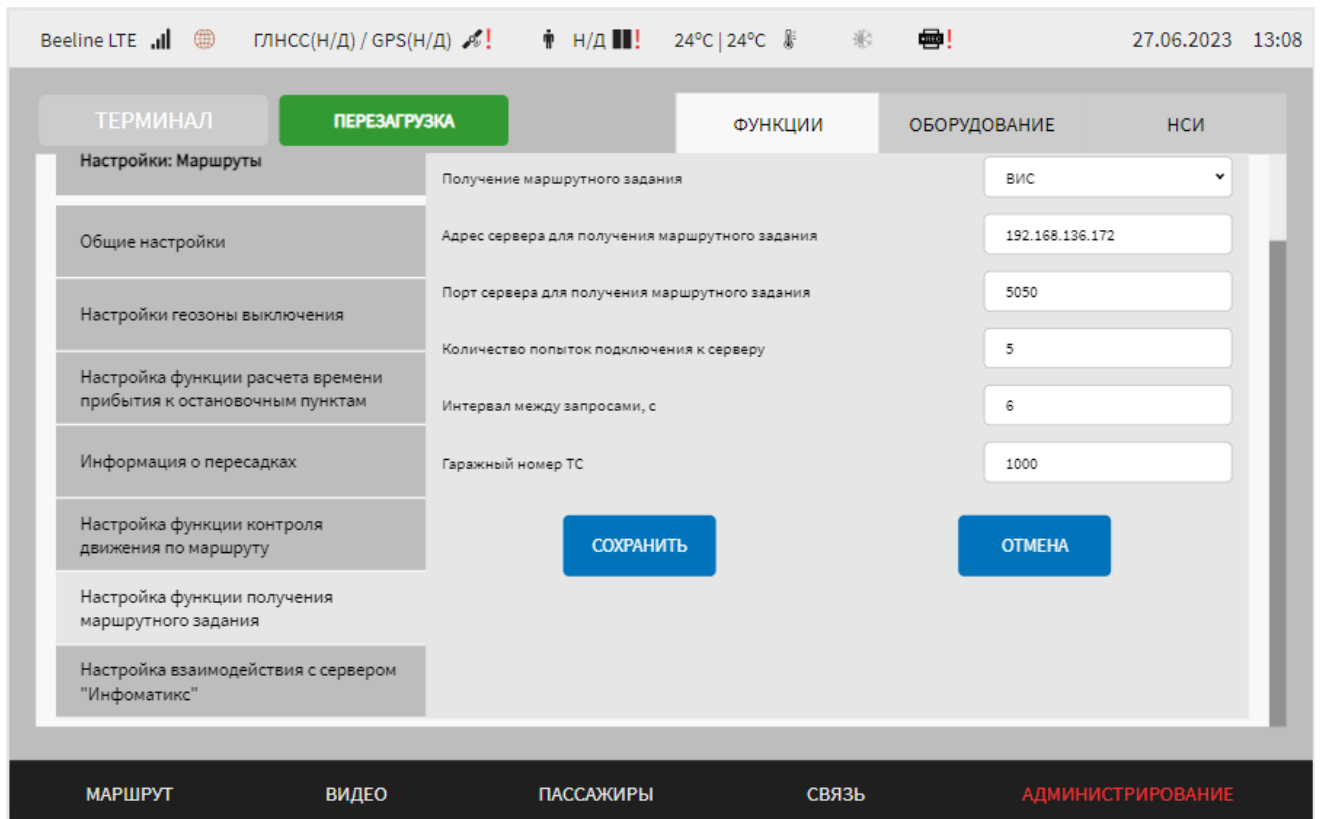 Beeline LTE ГЛНСС(Н/Д) / GPS(Н/Д) ! Н/Д ! 24°C | 24°C REC ! 27.06.2023 13:08
ТЕРМИНАЛ ПЕРЕЗАГРУЗКА ФУНКЦИИ ОБОРУДОВАНИЕ НСИ
Настройки: Маршруты
Общие настройки
Настройки геозоны выключения
Настройка функции расчета времени
прибытия к остановочным пунктам
Информация о пересадках
Настройка функции контроля
движения по маршруту
Настройка функции получения
маршрутного задания
Настройка взаимодействия с сервером
"Инфоматикс"
Получение маршрутного задания ВИС
Адрес сервера для получения маршрутного задания 192.168.136.172
Порт сервера для получения маршрутного задания 5050
Количество попыток подключения к серверу 5
Интервал между запросами, с 6
Гаражный номер ТС 1000
СОХРАНИТЬ ОТМЕНА
МАРШРУТ ВИДЕО ПАССАЖИРЫ СВЯЗЬ АДМИНИСТРИРОВАНИЕ